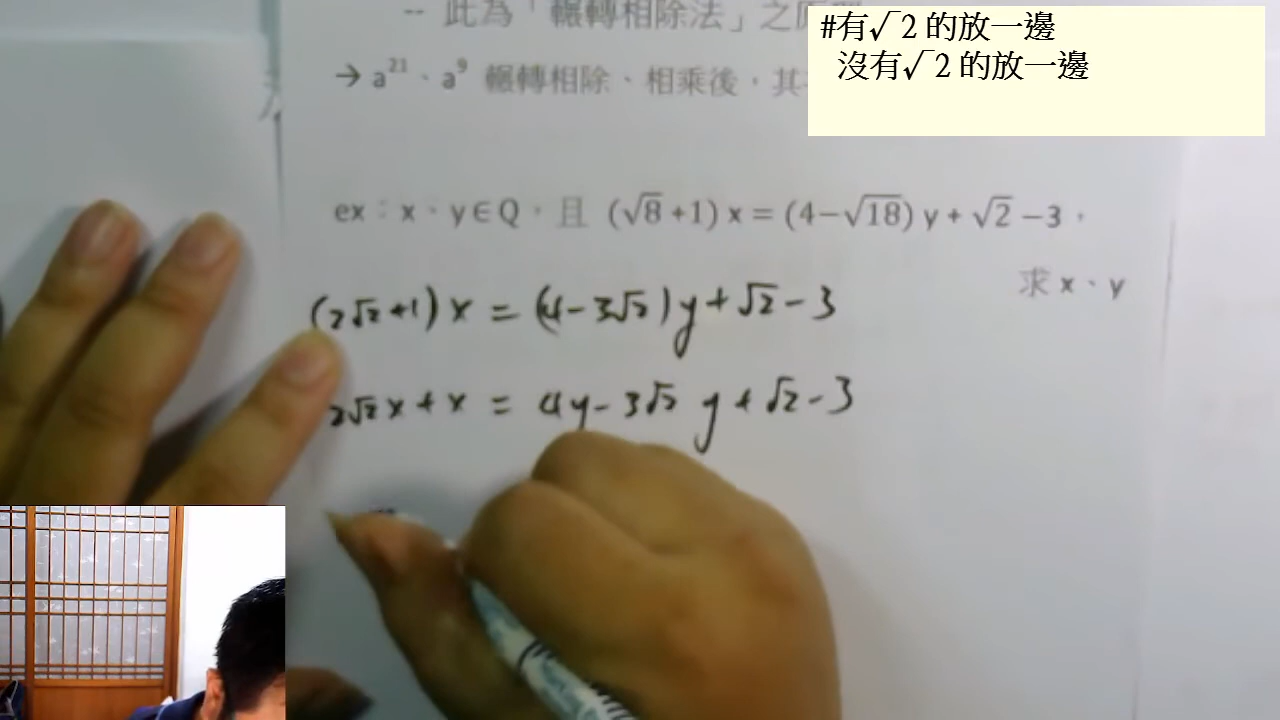 -- 此為「輾轉相除法」之
→ a²¹、a⁹ 輾轉相除、相乘後，其
#有√2的放一邊
沒有√2的放一邊
ex：x、y∈Q，且 (√8+1) x = (4−√18) y + √2 −3，
求 x、y
(2√2+1) x = (4-3√2) y + √2 - 3
2√2 x + x = 4y - 3√2 y + √2 - 3